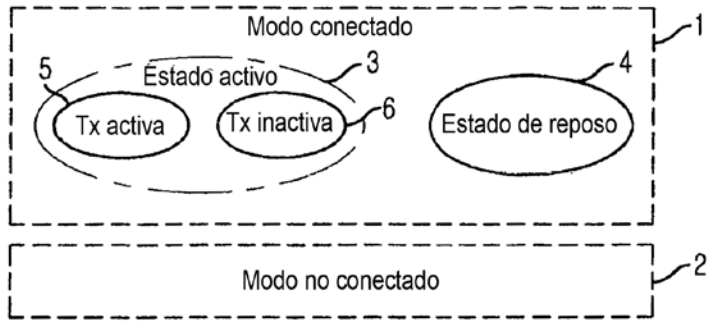 Modo conectado
1
Estado activo
3
4
5
Tx activa
Tx inactiva
6
Estado de reposo
Modo no conectado
2